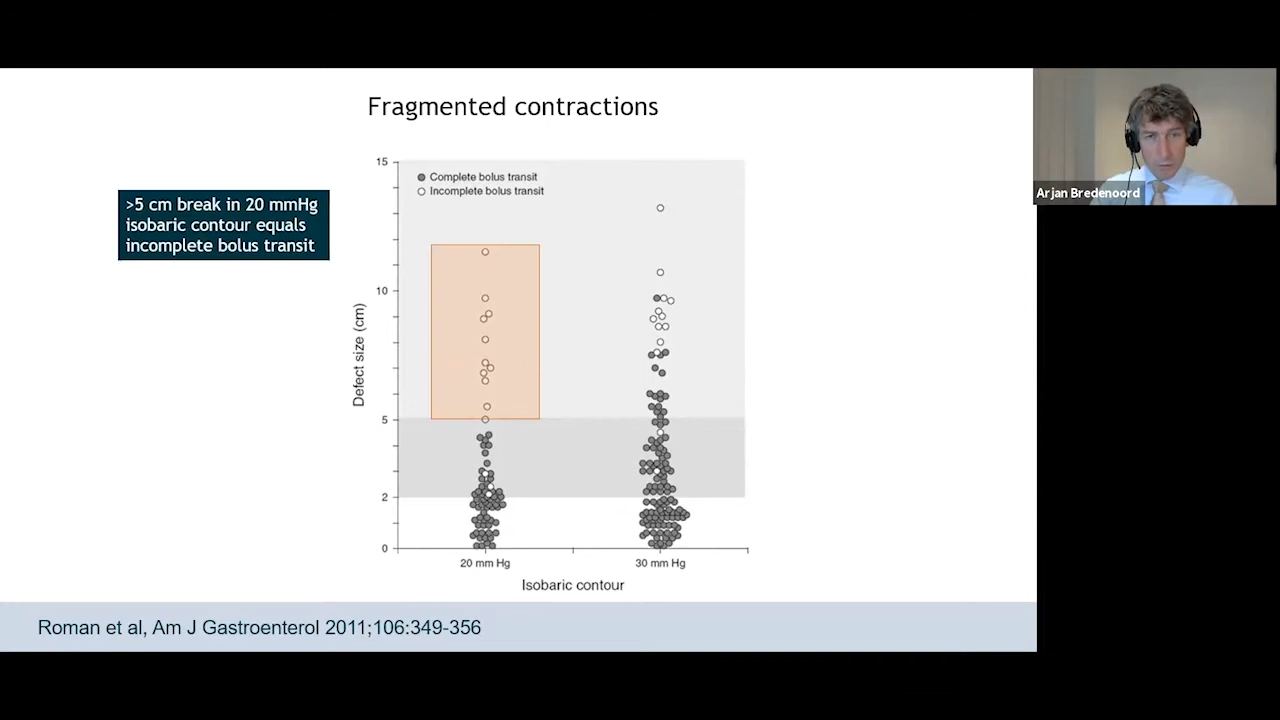 Fragmented contractions
>5 cm break in 20 mmHg
isobaric contour equals
incomplete bolus transit
Complete bolus transit
Incomplete bolus transit
15
10
5
2
0
Defect size (cm)
20 mm Hg
30 mm Hg
Isobaric contour
Roman et al, Am J Gastroenterol 2011;106:349-356
Arjan Bredenoord